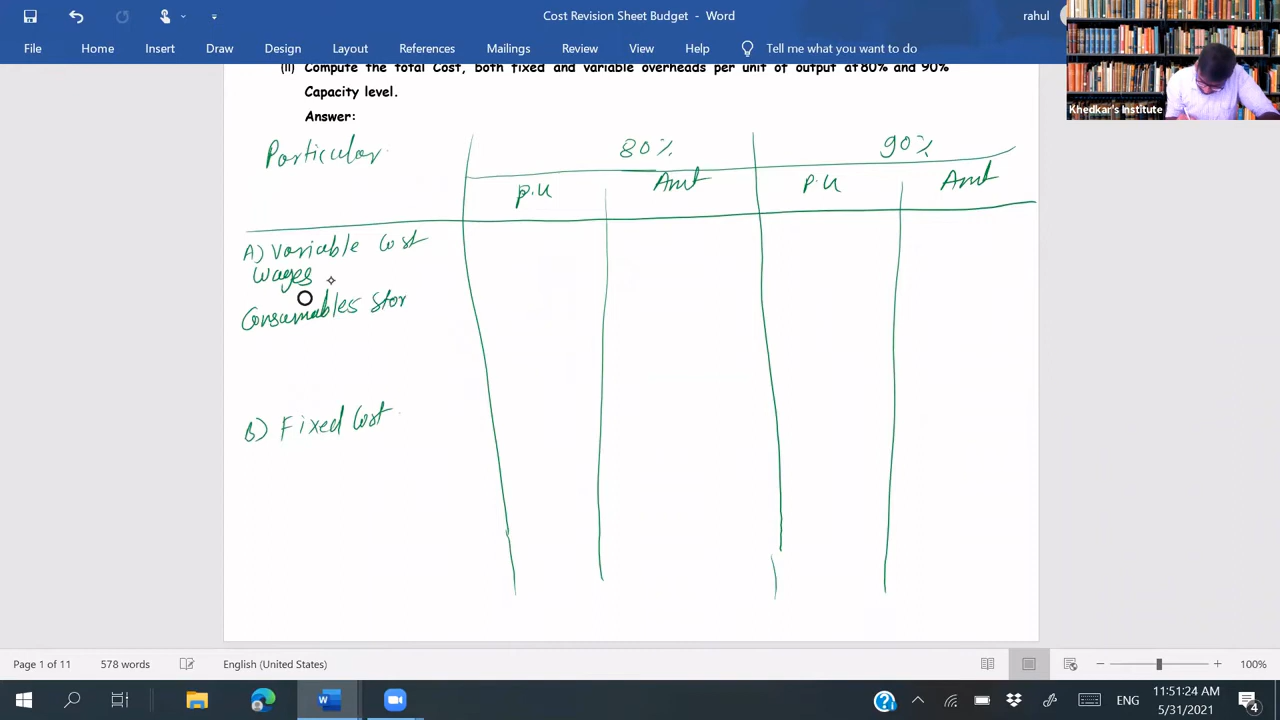 Cost Revision Sheet Budget - Word
rahul
File Home Insert Draw Design Layout References Mailings Review View Help Tell me what you want to do
Khedkar's Institute
(ii) Compute the total Cost, both fixed and variable overheads per unit of output at 80% and 90%
Capacity level.
Answer:
Particular 80% 90%
P.U Amt P.U Amt
A) Variable Cost
Wages
Consumables Stor
B) Fixed Cost
Page 1 of 11 578 words English (United States) 100%
ENG 11:51:24 AM
5/31/2021
4